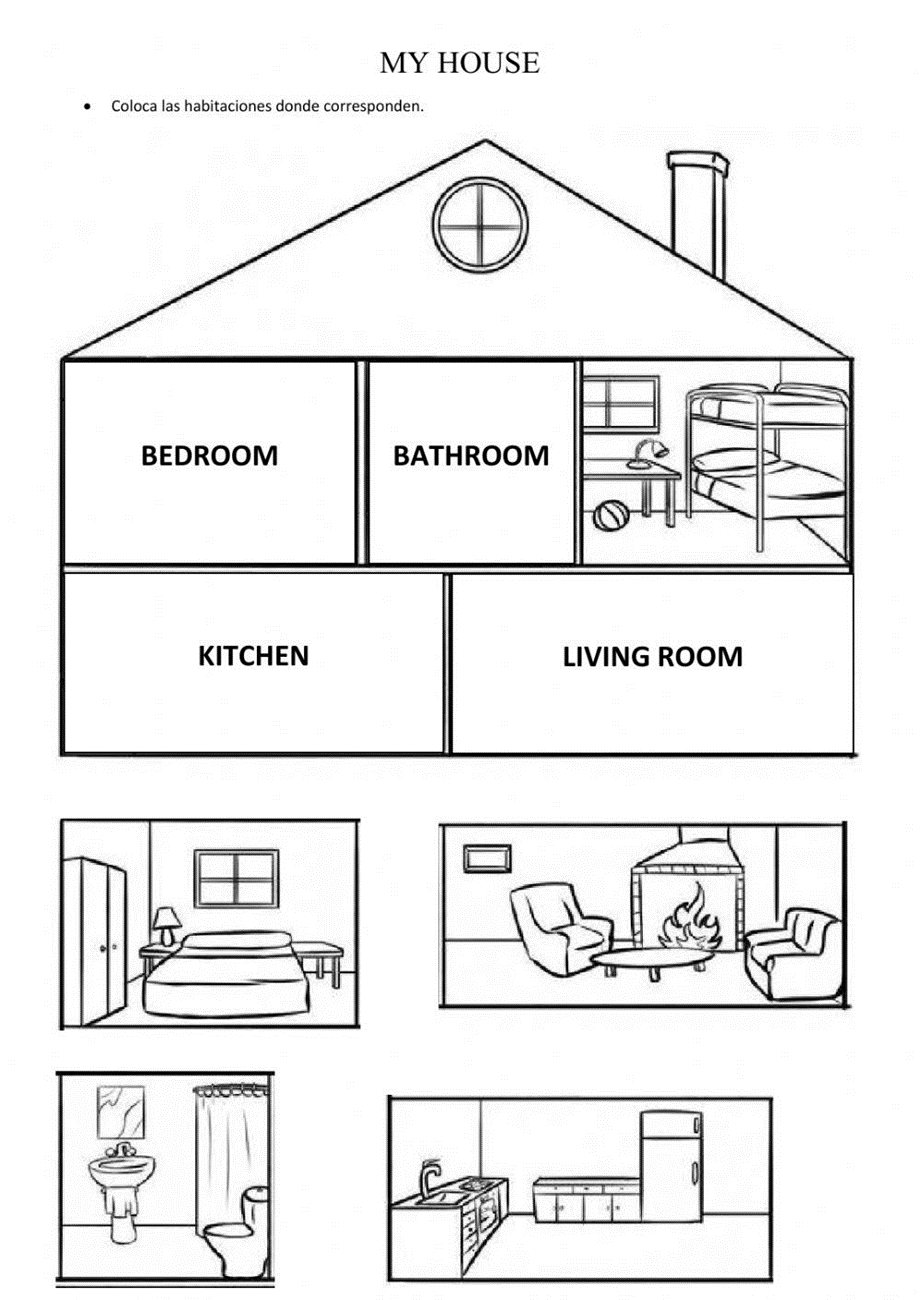 MY HOUSE
• Coloca las habitaciones donde corresponden.
BEDROOM
BATHROOM
KITCHEN
LIVING ROOM